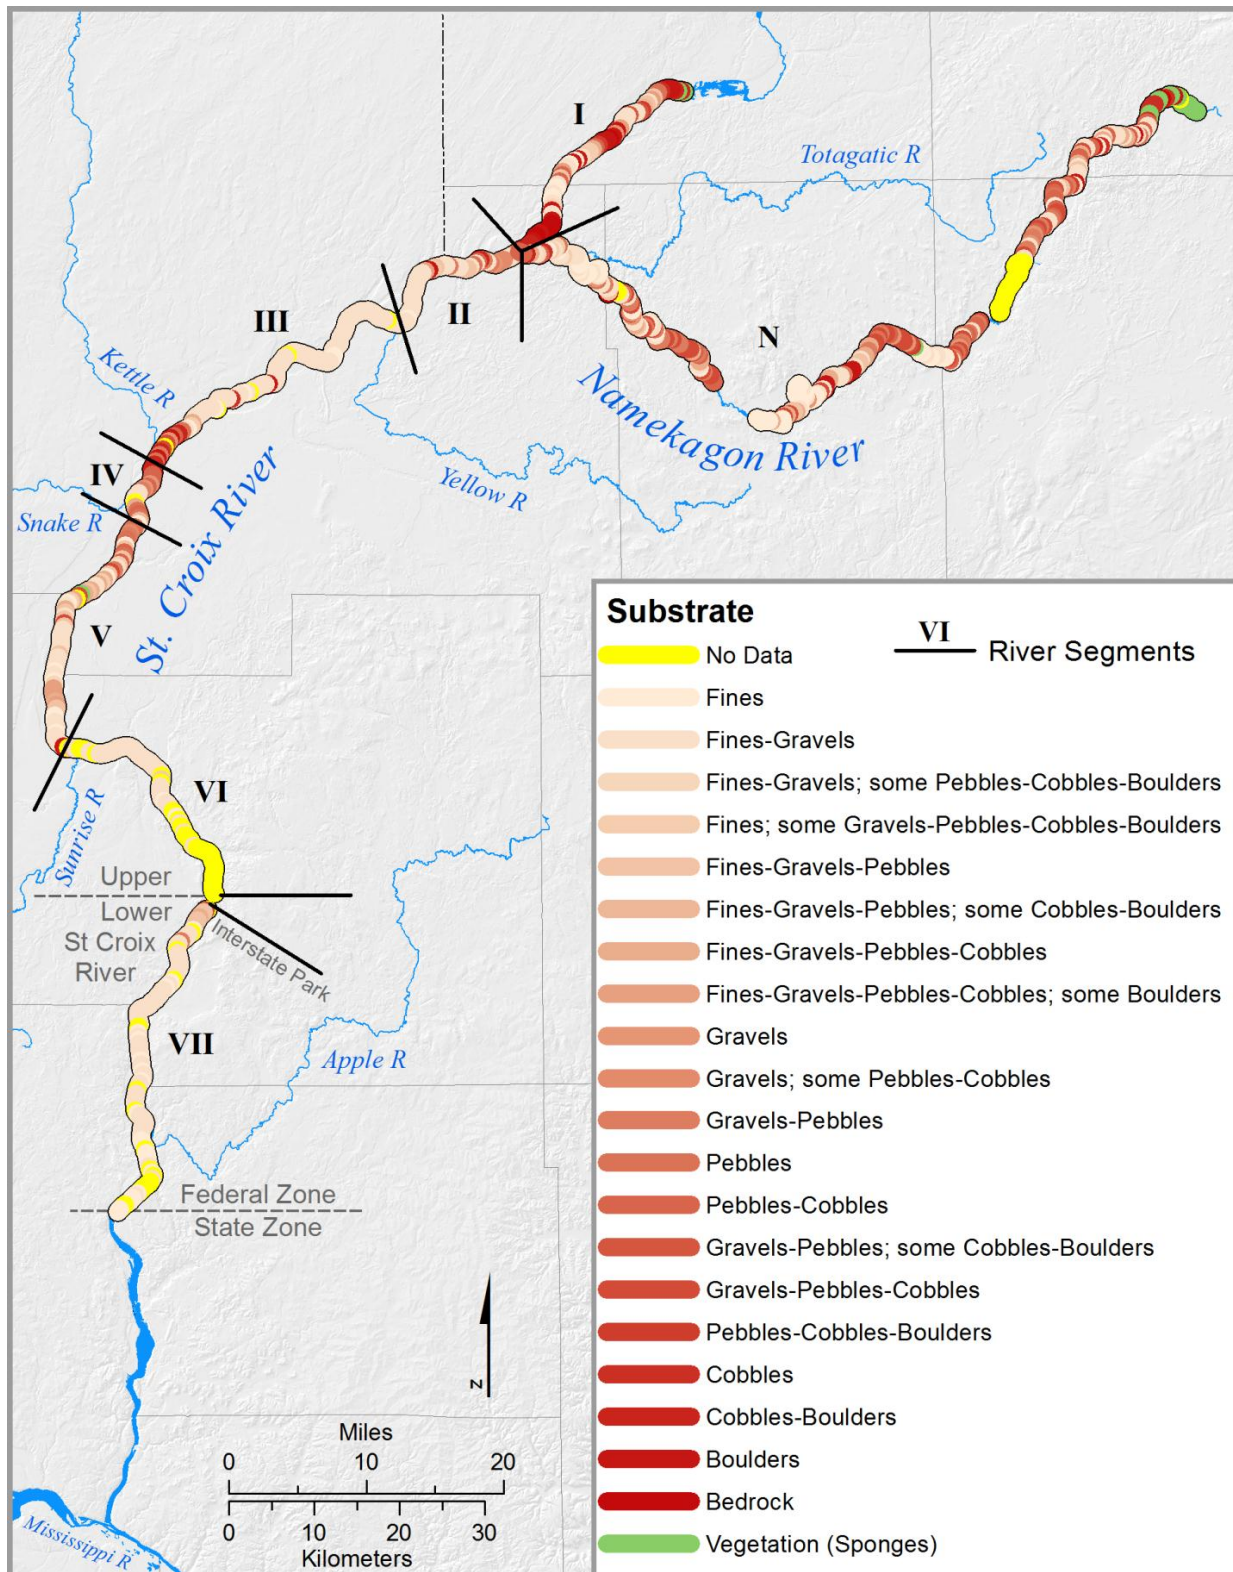 I
Totagatic R
II
III
N
Kettle R
Namekagon River
IV
Yellow R
Snake R
St. Croix River
V
VI
Sunrise R
Upper
Lower
St Croix
River
Interstate Park
VII
Apple R
Federal Zone
State Zone
N
Miles
0 10 20
0 10 20 30
Kilometers
Mississippi R
Substrate
VI
River Segments
No Data
Fines
Fines-Gravels
Fines-Gravels; some Pebbles-Cobbles-Boulders
Fines; some Gravels-Pebbles-Cobbles-Boulders
Fines-Gravels-Pebbles
Fines-Gravels-Pebbles; some Cobbles-Boulders
Fines-Gravels-Pebbles-Cobbles
Fines-Gravels-Pebbles-Cobbles; some Boulders
Gravels
Gravels; some Pebbles-Cobbles
Gravels-Pebbles
Pebbles
Pebbles-Cobbles
Gravels-Pebbles; some Cobbles-Boulders
Gravels-Pebbles-Cobbles
Pebbles-Cobbles-Boulders
Cobbles
Cobbles-Boulders
Boulders
Bedrock
Vegetation (Sponges)